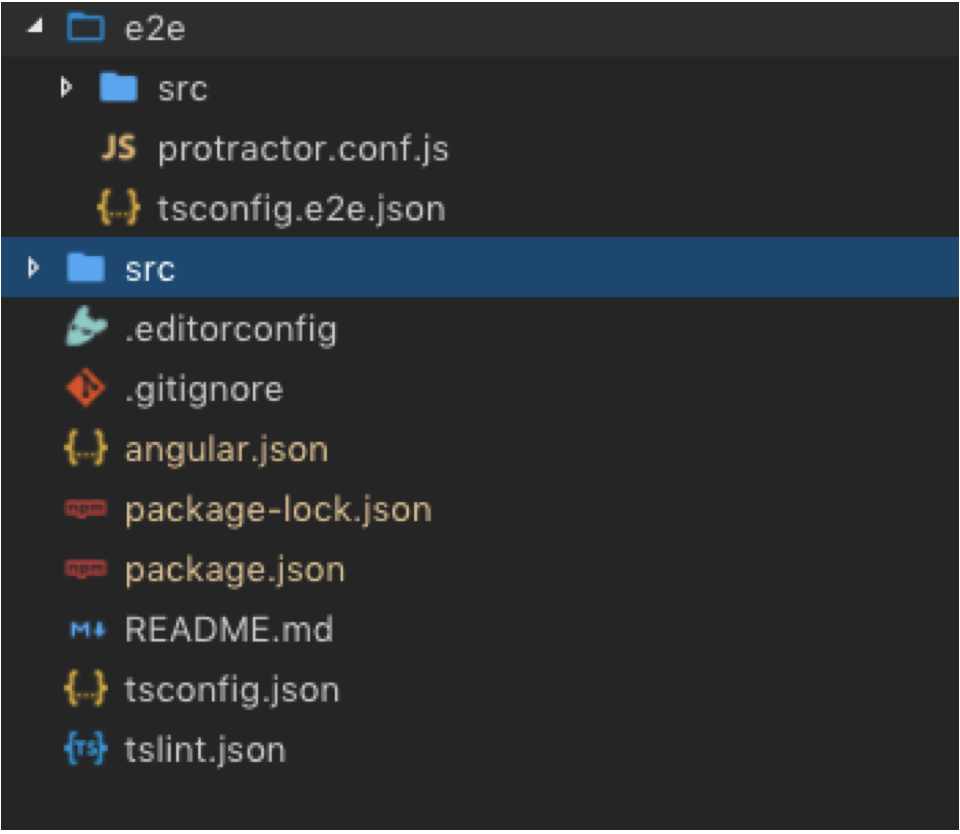 e2e
src
JS protractor.conf.js
{...} tsconfig.e2e.json
src
.editorconfig
.gitignore
{...} angular.json
npm package-lock.json
npm package.json
M README.md
{...} tsconfig.json
{TS} tslint.json